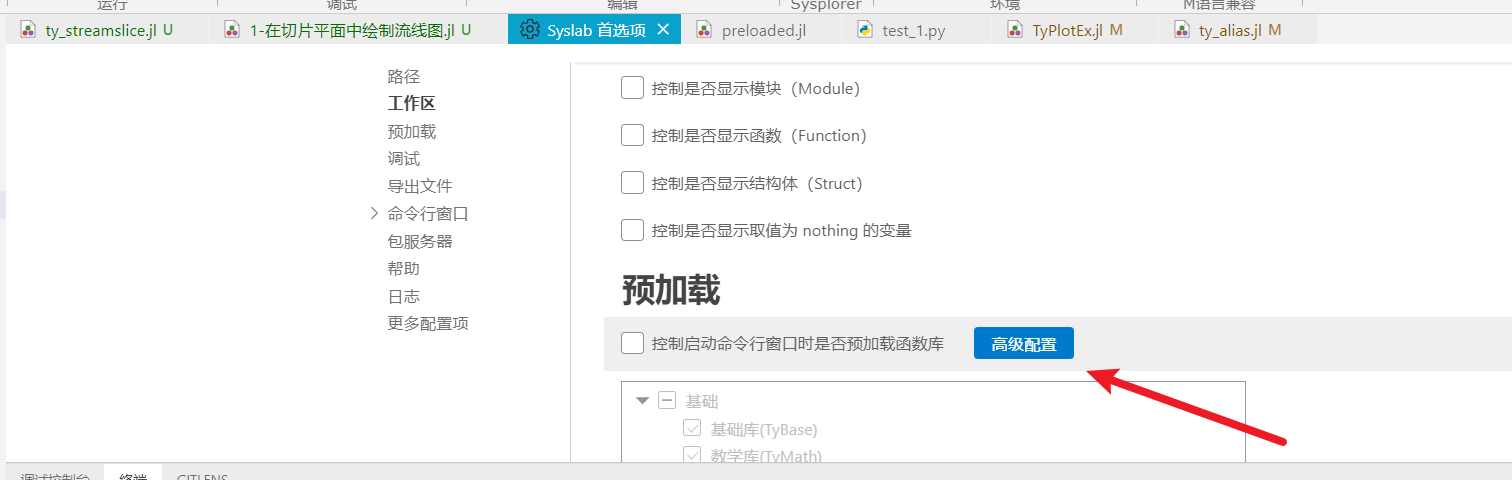 运行 调试 编辑 Sysplorer 环境 M语言兼容
ty_streamslice.jl U 1-在切片平面中绘制流线图.jl U Syslab 首选项 preloaded.jl test_1.py TyPlotEx.jl M ty_alias.jl M
路径
工作区
预加载
调试
导出文件
命令行窗口
包服务器
帮助
日志
更多配置项
控制是否显示模块（Module）
控制是否显示函数（Function）
控制是否显示结构体（Struct）
控制是否显示取值为 nothing 的变量
预加载
控制启动命令行窗口时是否预加载函数库 高级配置
基础
基础库(TyBase)
数学库(TyMath)
调试控制台 终端 GITLENS